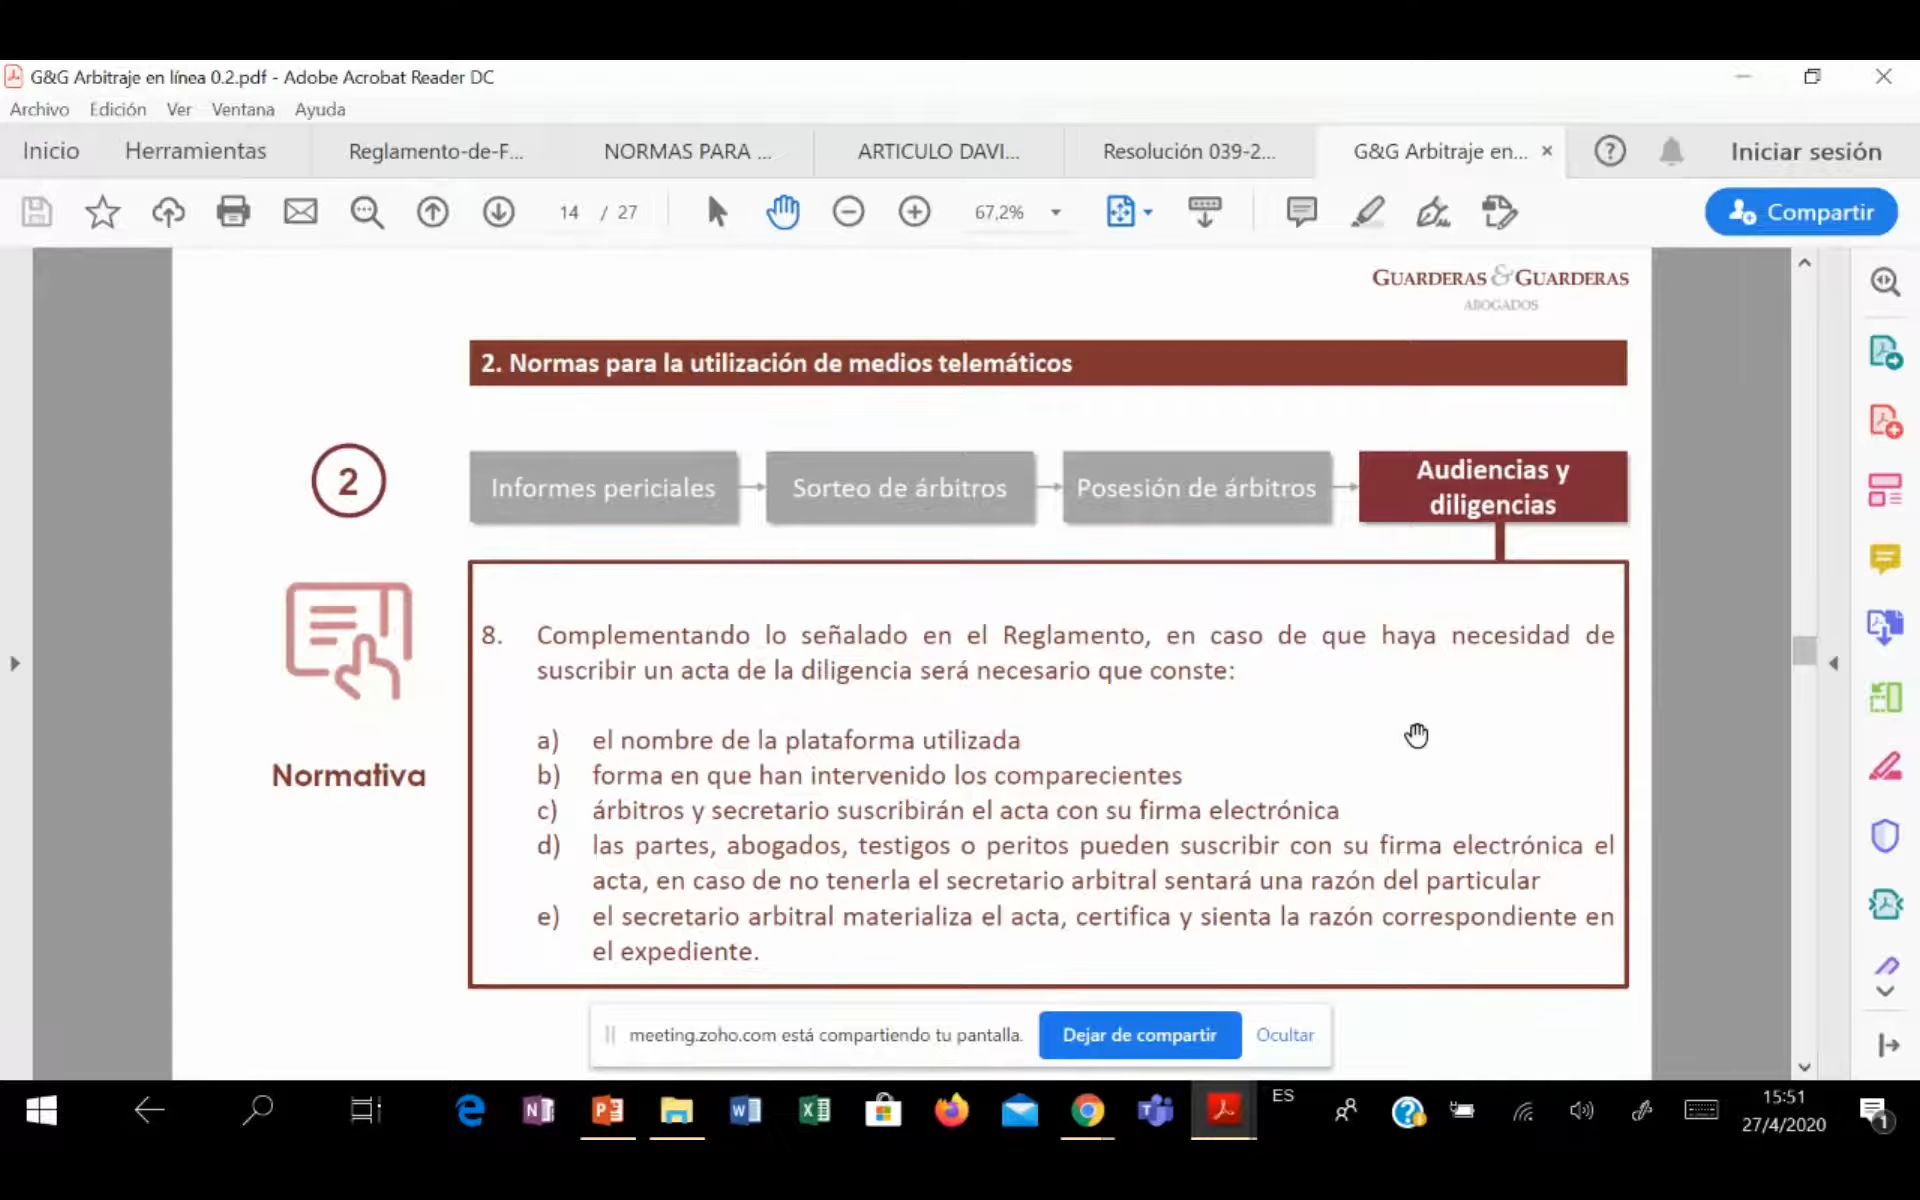 G&G Arbitraje en línea 0.2.pdf - Adobe Acrobat Reader DC
Archivo Edición Ver Ventana Ayuda
Inicio Herramientas Reglamento-de-F... NORMAS PARA ... ARTICULO DAVI... Resolución 039-2... G&G Arbitraje en... × Iniciar sesión
14 / 27 67,2% Compartir
GUARDERAS & GUARDERAS
ABOGADOS
2. Normas para la utilización de medios telemáticos
2
Informes periciales
Sorteo de árbitros
Posesión de árbitros
Audiencias y
diligencias
Normativa
8. Complementando lo señalado en el Reglamento, en caso de que haya necesidad de
suscribir un acta de la diligencia será necesario que conste:
a) el nombre de la plataforma utilizada
b) forma en que han intervenido los comparecientes
c) árbitros y secretario suscribirán el acta con su firma electrónica
d) las partes, abogados, testigos o peritos pueden suscribir con su firma electrónica el
acta, en caso de no tenerla el secretario arbitral sentará una razón del particular
e) el secretario arbitral materializa el acta, certifica y sienta la razón correspondiente en
el expediente.
meeting.zoho.com está compartiendo tu pantalla. Dejar de compartir Ocultar
ES
15:51
27/4/2020
1